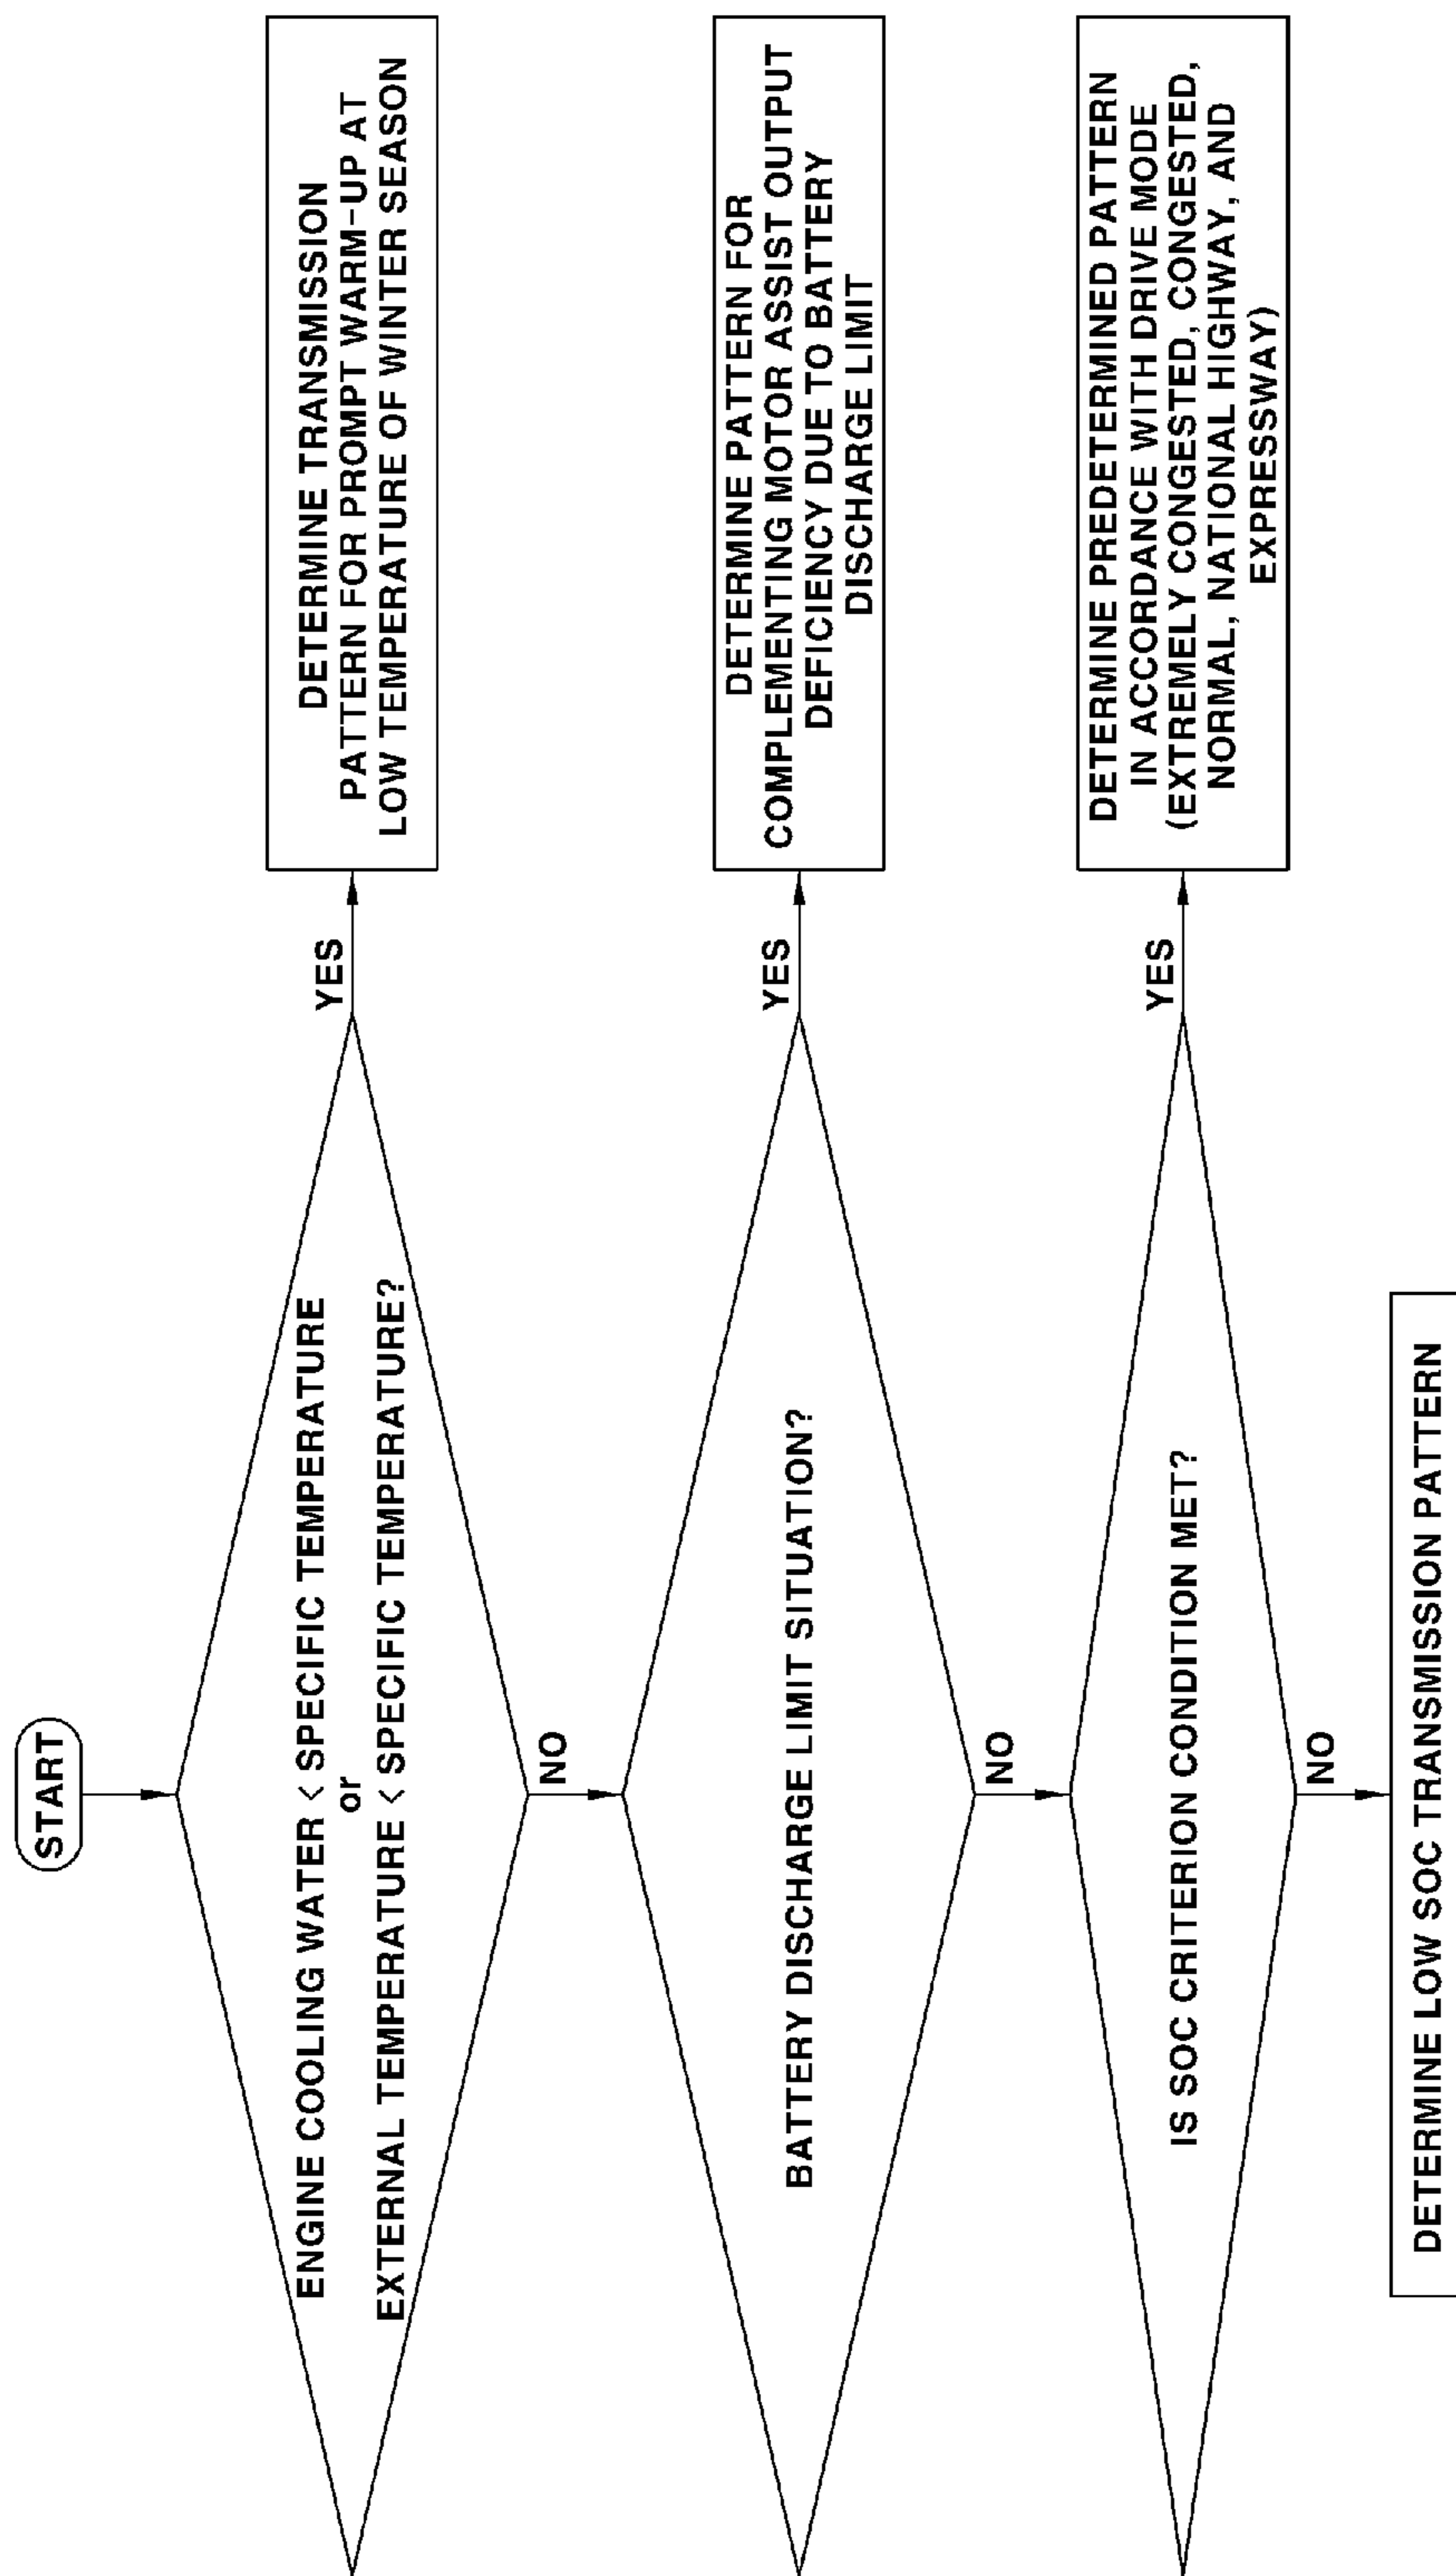 START
ENGINE COOLING WATER < SPECIFIC TEMPERATURE
or
EXTERNAL TEMPERATURE < SPECIFIC TEMPERATURE?
YES
DETERMINE TRANSMISSION
PATTERN FOR PROMPT WARM-UP AT
LOW TEMPERATURE OF WINTER SEASON
NO
BATTERY DISCHARGE LIMIT SITUATION?
YES
DETERMINE PATTERN FOR
COMPLEMENTING MOTOR ASSIST OUTPUT
DEFICIENCY DUE TO BATTERY
DISCHARGE LIMIT
NO
IS SOC CRITERION CONDITION MET?
YES
DETERMINE PREDETERMINED PATTERN
IN ACCORDANCE WITH DRIVE MODE
(EXTREMELY CONGESTED, CONGESTED,
NORMAL, NATIONAL HIGHWAY, AND
EXPRESSWAY)
NO
DETERMINE LOW SOC TRANSMISSION PATTERN